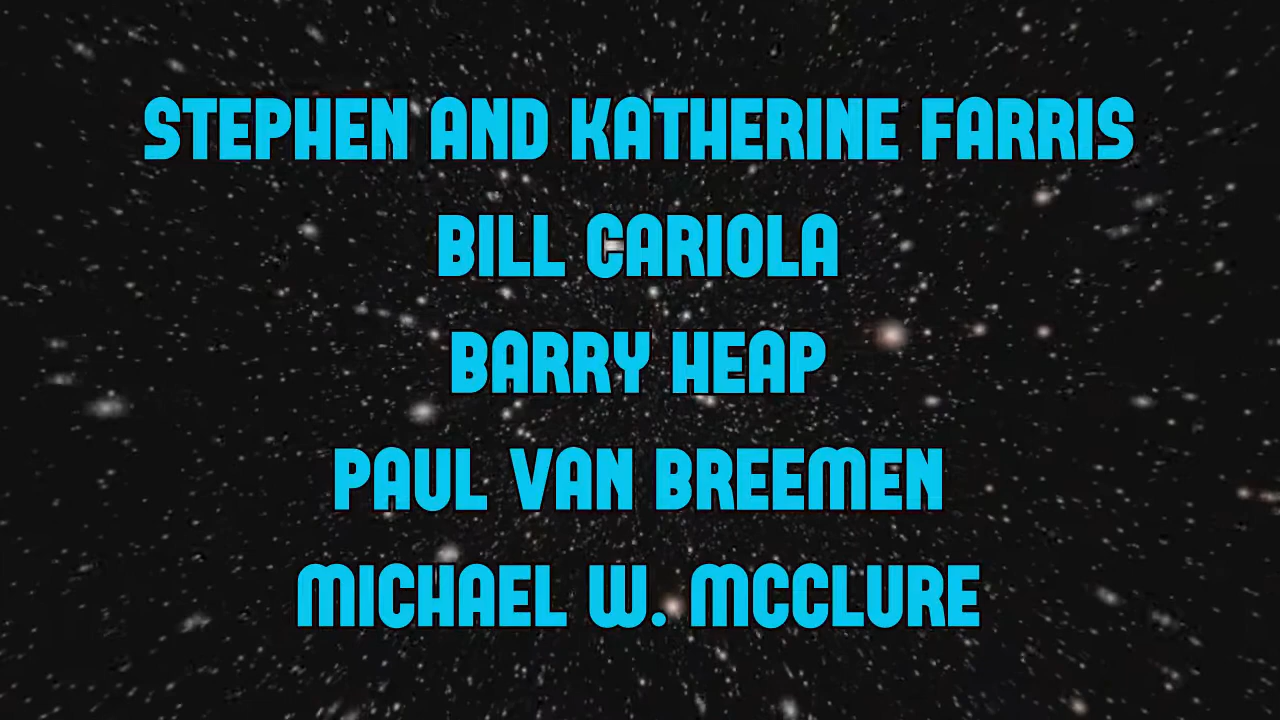 STEPHEN AND KATHERINE FARRIS
BILL CARIOLA
BARRY HEAP
PAUL VAN BREEMEN
MICHAEL W. MCCLURE